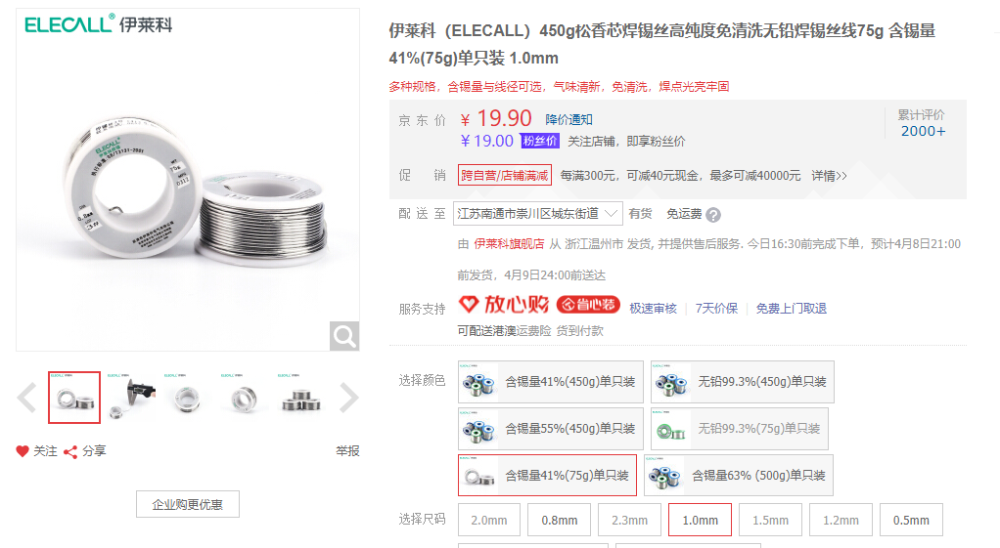 ELECALL® 伊莱科
伊莱科（ELECALL）450g松香芯焊锡丝高纯度免清洗无铅焊锡丝线75g 含锡量
41%(75g)单只装 1.0mm
多种规格，含锡量与线径可选，气味清新，免清洗，焊点光亮牢固
京东价 ￥19.90 降价通知
累计评价
2000+
￥19.00 粉丝价 关注店铺，即享粉丝价
促销 跨自营/店铺满减 每满300元，可减40元现金，最多可减40000元 详情>>
配送至 江苏南通市崇川区城东街道 有货 免运费
由 伊莱科旗舰店 从 浙江温州市 发货, 并提供售后服务. 今日16:30前完成下单，预计4月8日21:00
前发货，4月9日24:00前送达
服务支持 放心购 省心装 极速审核 7天价保 免费上门取退
可配送港澳运费险 货到付款
选择颜色 含锡量41%(450g)单只装 无铅99.3%(450g)单只装
含锡量55%(450g)单只装 无铅99.3%(75g)单只装
含锡量41%(75g)单只装 含锡量63% (500g)单只装
选择尺码 2.0mm 0.8mm 2.3mm 1.0mm 1.5mm 1.2mm 0.5mm
关注 分享 举报
企业购更优惠
ELECALL
75g
0.8mm